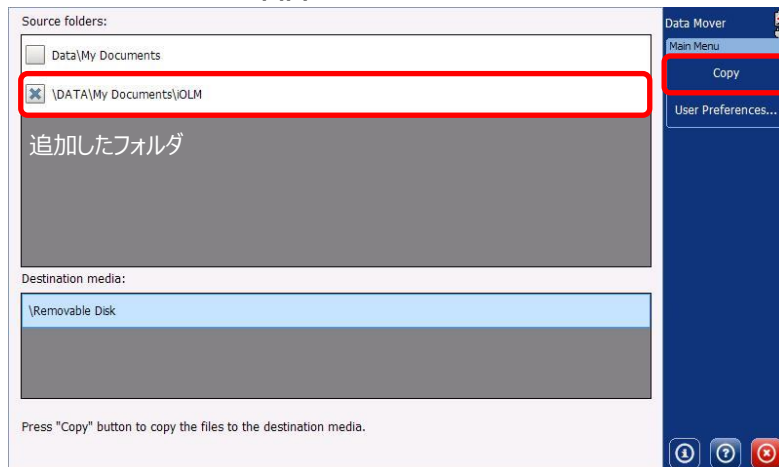 Source folders:
Data\My Documents
\DATA\My Documents\iOLM
追加したフォルダ
Destination media:
\Removable Disk
Press "Copy" button to copy the files to the destination media.
Data Mover
Main Menu
Copy
User Preferences...